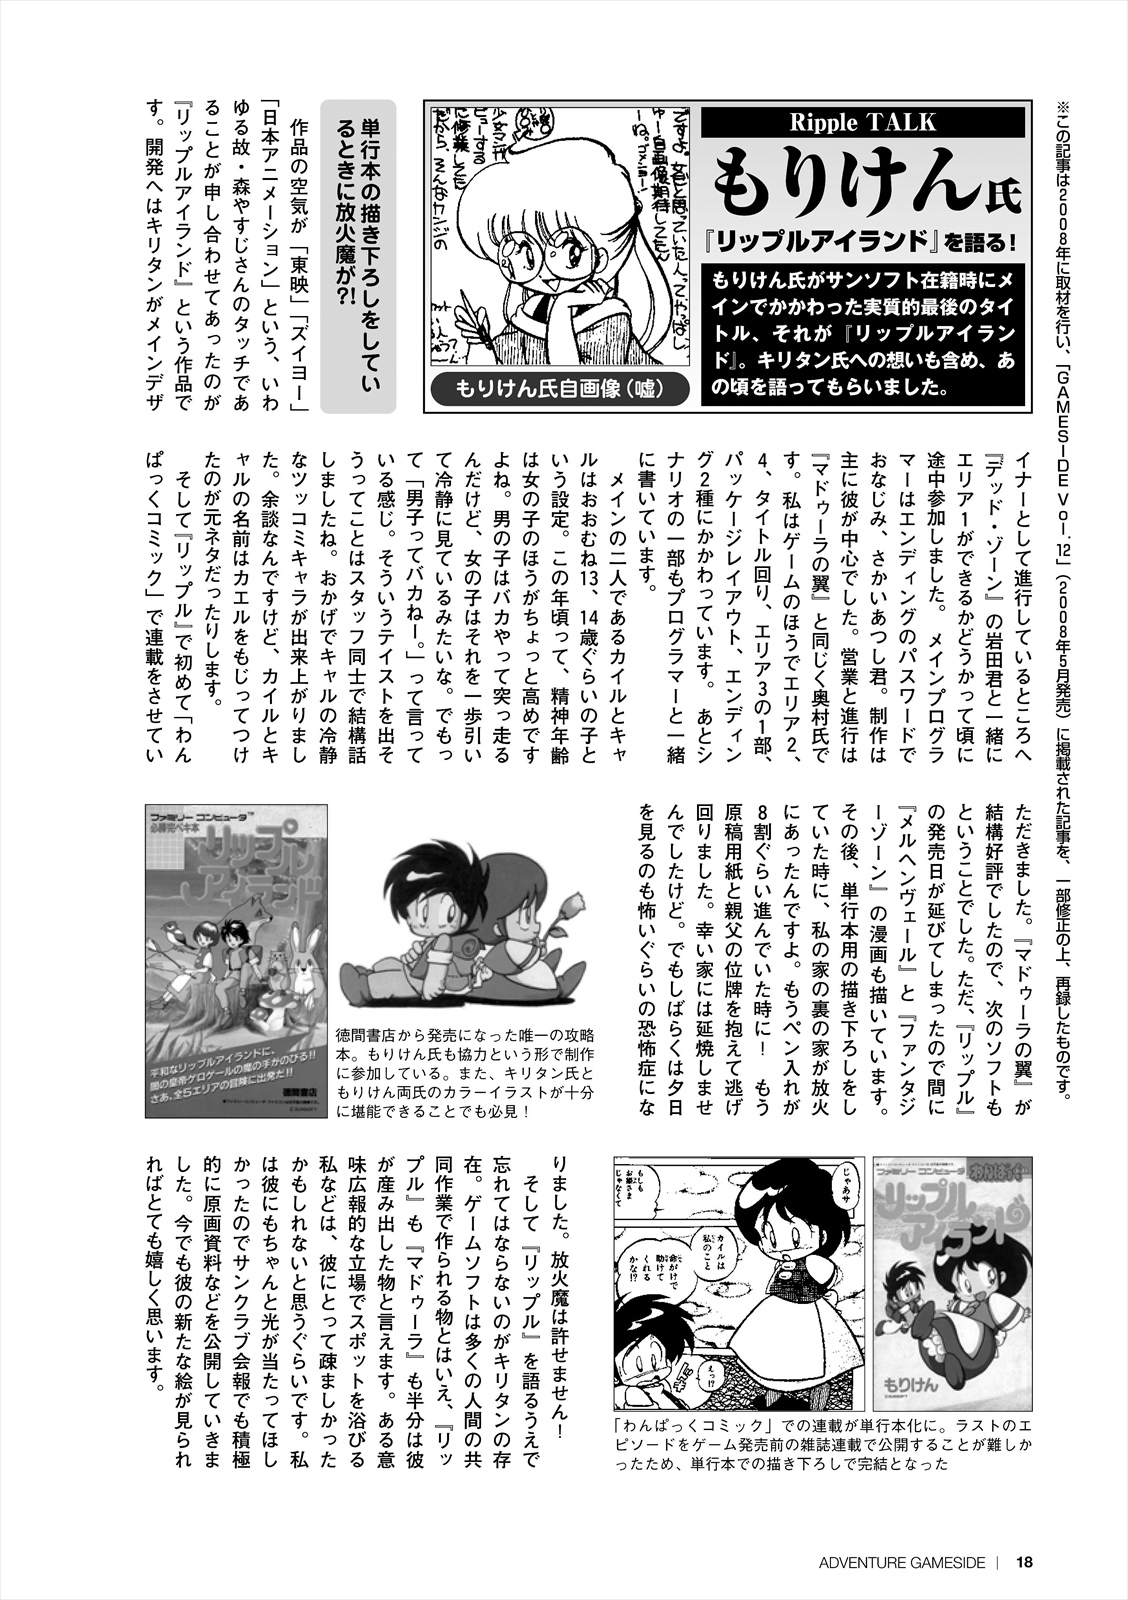 ※この記事は2008年に取材を行い、「GAMESIDE vol.12」（2008年5月発売）に掲載された記事を、一部修正の上、再録したものです。
Ripple TALK
もりけん氏
『リップルアイランド』を語る！
もりけん氏がサンソフト在籍時にメ
インでかかわった実質的最後のタイ
トル、それが『リップルアイラン
ド』。キリタン氏への想いも含め、あ
の頃を語ってもらいました。
ですよ。女だと思っていた人、ってやっぱし
もりけん氏自画像（嘘）
単行本の描き下ろしをしてい
るときに放火魔が?!
作品の空気が「東映」「ズイヨー」
「日本アニメーション」という、いわ
ゆる故・森やすじさんのタッチであ
ることが申し合わせてあったのが
『リップルアイランド』という作品で
す。開発へはキリタンがメインデザ
イナーとして進行しているところへ
『デッド・ゾーン』の岩田君と一緒に
エリア1ができるかどうかって頃に
途中参加しました。メインプログラ
マーはエンディングのパスワードで
おなじみ、さかいあつし君。制作は
主に彼が中心でした。営業と進行は
『マドゥーラの翼』と同じく奥村氏で
す。私はゲームのほうでエリア2、
4、タイトル回り、エリア3の1部、
パッケージレイアウト、エンディン
グ2種にかかわっています。あとシ
ナリオの一部もプログラマーと一緒
に書いています。
メインの二人であるカイルとキャ
ルはおおむね13、14歳ぐらいの子と
いう設定。この年頃って、精神年齢
は女の子のほうがちょっと高めです
よね。男の子はバカやって突っ走る
んだけど、女の子はそれを一歩引い
て冷静に見ているみたいな。でもっ
て「男子ってバカねー。」って言って
いる感じ。そういうテイストを出そ
うってことはスタッフ同士で結構話
しましたね。おかげでキャルの冷静
なツッコミキャラが出来上がりまし
た。余談なんですけど、カイルとキ
ャルの名前はカエルをもじってつけ
たのが元ネタだったりします。
そして『リップル』で初めて「わん
ぱっくコミック」で連載をさせてい
ただきました。『マドゥーラの翼』が
結構好評でしたので、次のソフトも
ということでした。ただ、『リップル』
の発売日が延びてしまったので間に
『メルヘンヴェール』と『ファンタジ
ーゾーン』の漫画も描いています。
その後、単行本用の描き下ろしをし
ていた時に、私の家の裏の家が放火
にあったんですよ。もうペン入れが
8割ぐらい進んでいた時に！　もう
原稿用紙と親父の位牌を抱えて逃げ
回りました。幸い家には延焼しませ
んでしたけど。でもしばらくは夕日
を見るのも怖いぐらいの恐怖症にな
りました。放火魔は許せません！
そして『リップル』を語るうえで
忘れてはならないのがキリタンの存
在。ゲームソフトは多くの人間の共
同作業で作られる物とはいえ、『リッ
プル』も『マドゥーラ』も半分は彼
が産み出した物と言えます。ある意
味広報的な立場でスポットを浴びる
私などは、彼にとって疎ましかった
かもしれないと思うぐらいです。私
は彼にもちゃんと光が当たってほし
かったのでサンクラブ会報でも積極
的に原画資料などを公開していきま
した。今でも彼の新たな絵が見られ
ればとても嬉しく思います。
ファミリー コンピュータ™
必勝完ペキ本
リップル
アイランド
平和なリップルアイランドに、
闇の皇帝ゲロゲールの魔の手がのびる!!
さあ、全5エリアの冒険に出発だ!!
徳間書店
徳間書店から発売になった唯一の攻略
本。もりけん氏も協力という形で制作
に参加している。また、キリタン氏と
もりけん両氏のカラーイラストが十分
に堪能できることでも必見！
じゃあサ
もしも
お姫さま
じゃなくて
カイルは
私のこと
命がけで
助けて
くれる
かな!?
えっ!?
ファミリー コンピュータ
わんぱっく
リップル
アイランド
もりけん
「わんぱっくコミック」での連載が単行本化に。ラストのエ
ピソードをゲーム発売前の雑誌連載で公開することが難しか
ったため、単行本での描き下ろしで完結となった
ADVENTURE GAMESIDE | 18